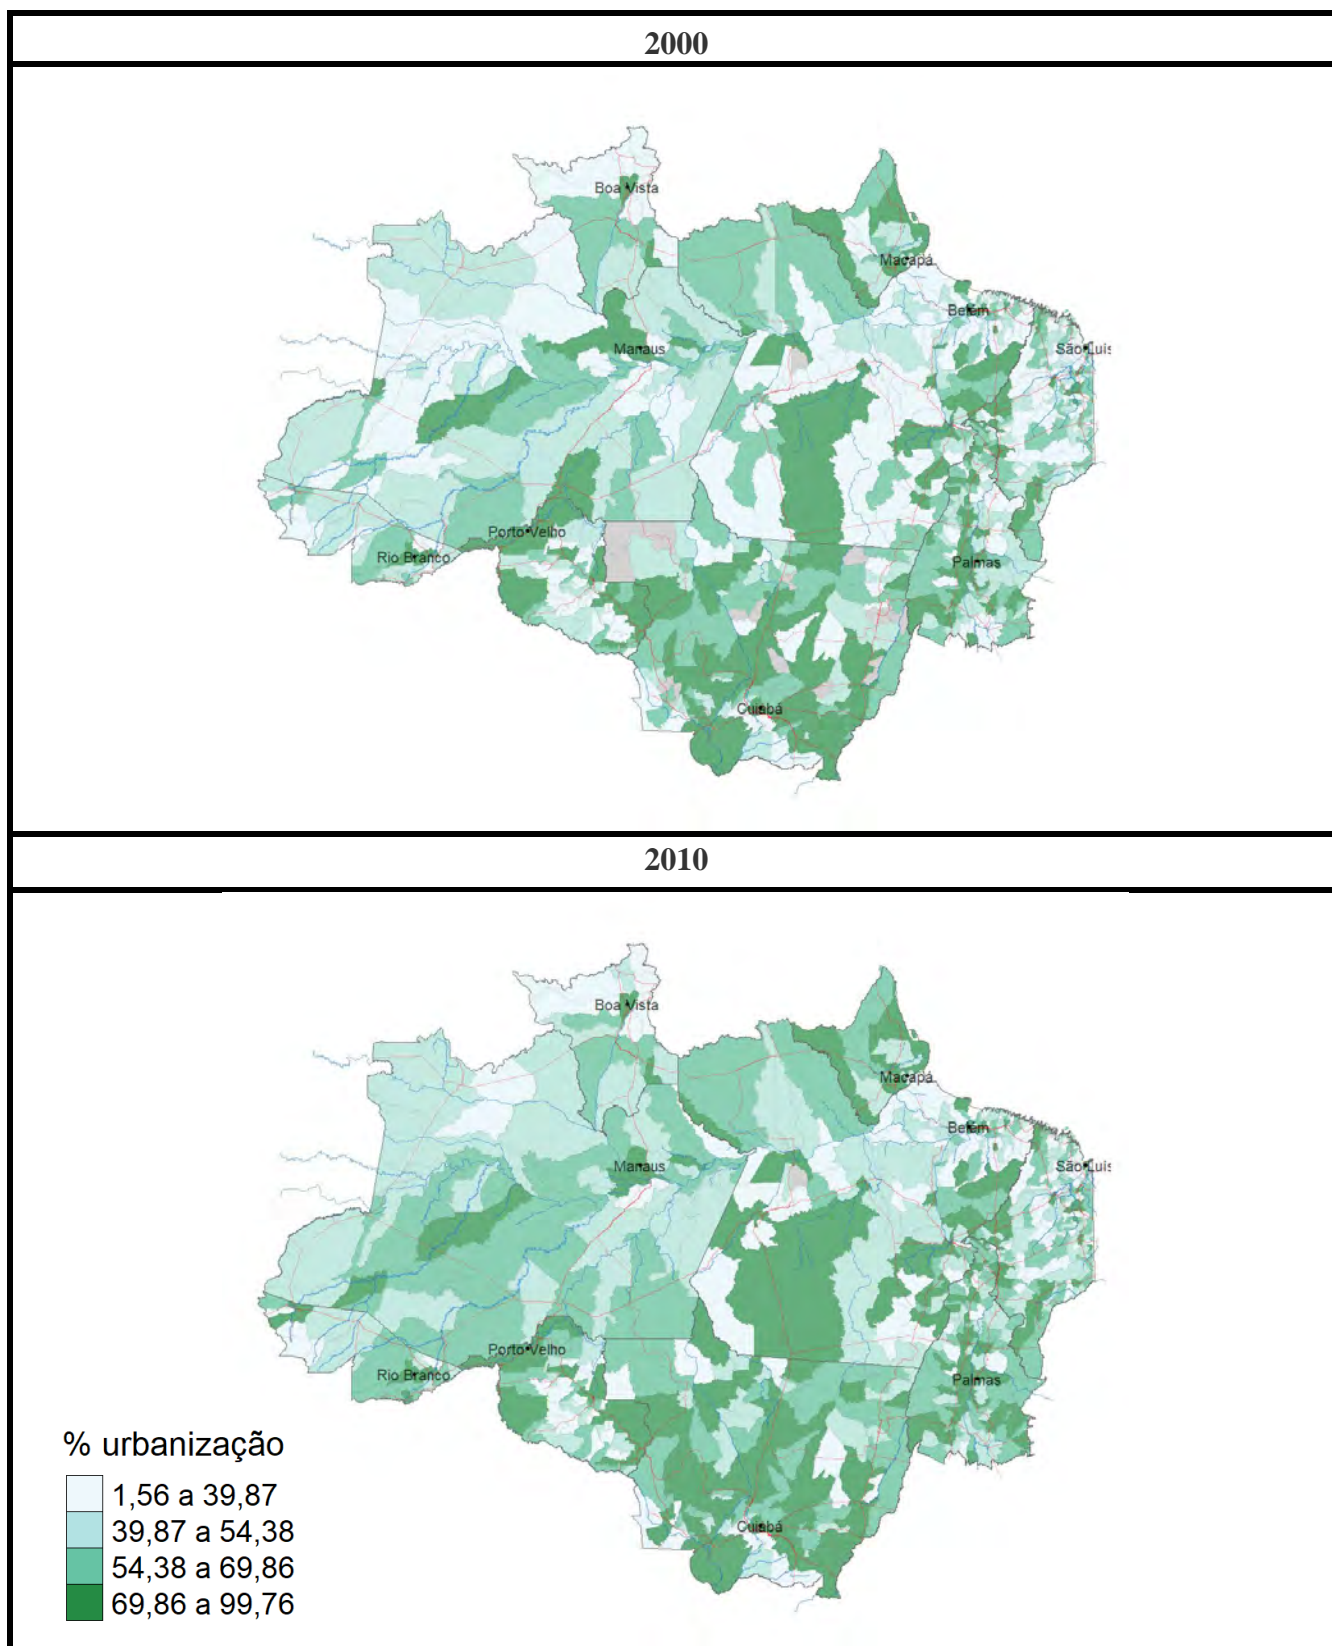 2000
Boa Vista
Macapá
Belém
Manaus
São Luis
Porto Velho
Rio Branco
Palmas
Cuiabá
2010
Boa Vista
Macapá
Belém
Manaus
São Luis
Porto Velho
Rio Branco
Palmas
Cuiabá
% urbanização
1,56 a 39,87
39,87 a 54,38
54,38 a 69,86
69,86 a 99,76